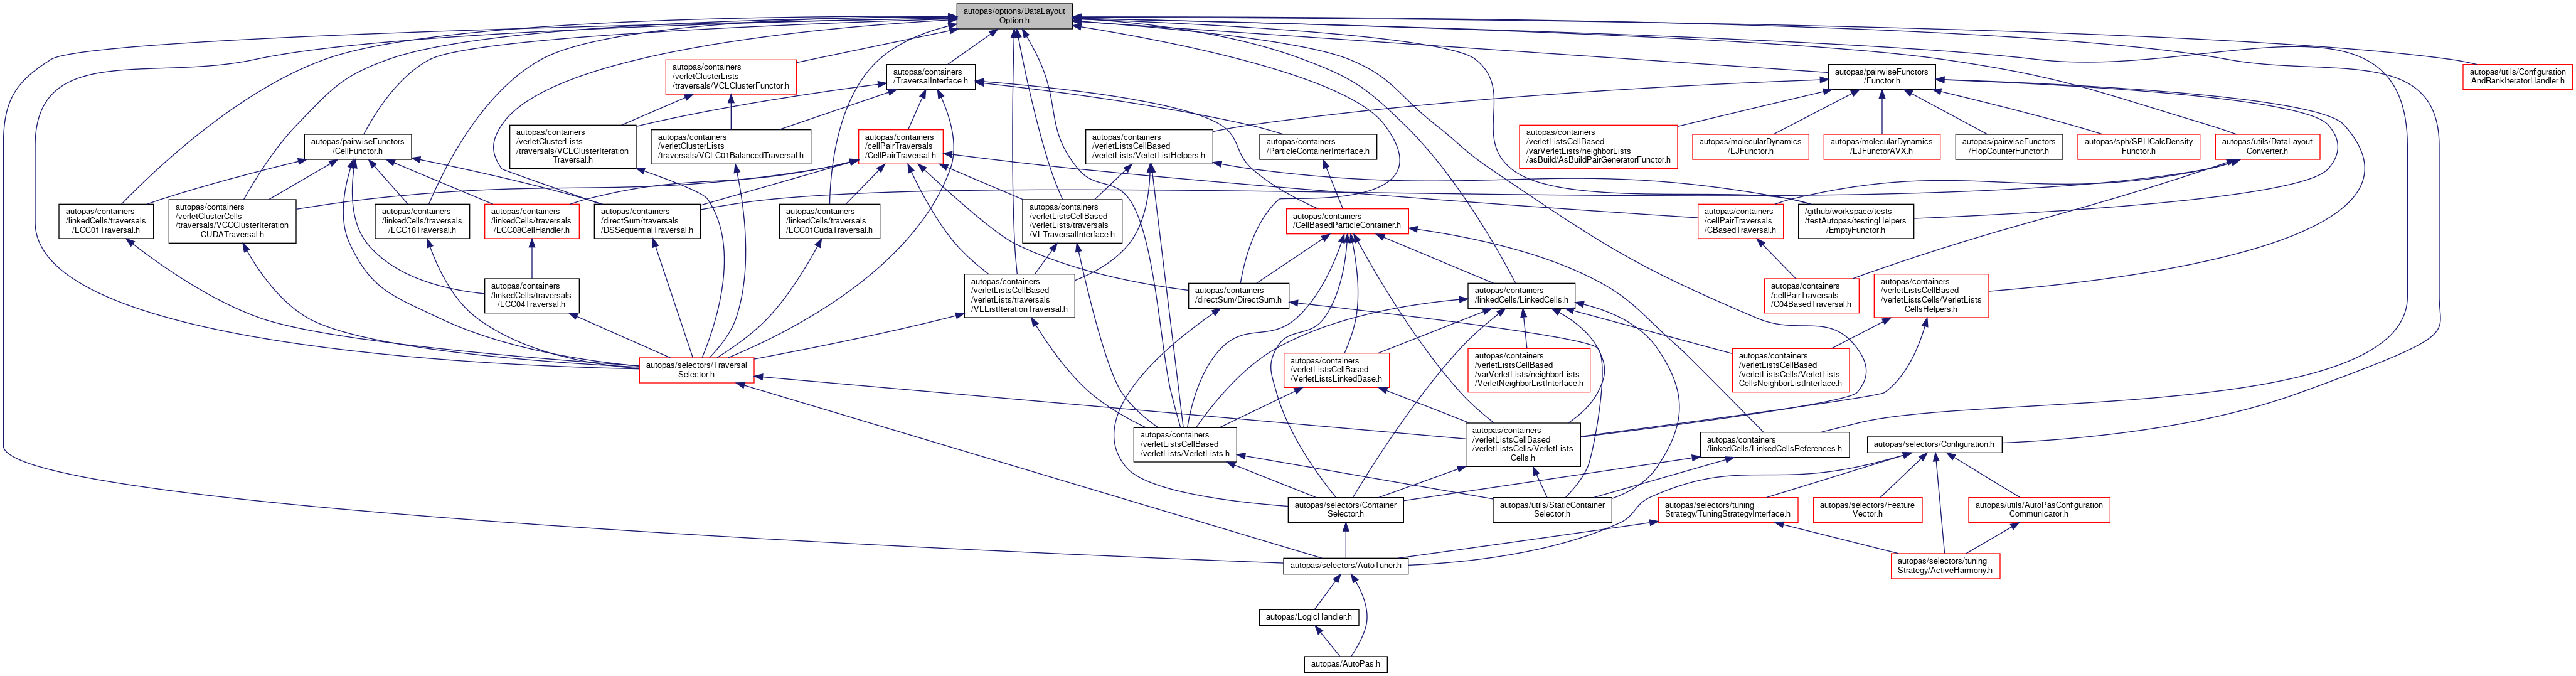 autopas/options/DataLayout
Option.h
autopas/containers
/verletClusterLists
/traversals/VCLClusterFunctor.h
autopas/containers
/TraversalInterface.h
autopas/pairwiseFunctors
/Functor.h
autopas/utils/Configuration
AndRankIteratorHandler.h
autopas/pairwiseFunctors
/CellFunctor.h
autopas/containers
/verletClusterLists
/traversals/VCLClusterIteration
Traversal.h
autopas/containers
/verletClusterLists
/traversals/VCLC01BalancedTraversal.h
autopas/containers
/cellPairTraversals
/CellPairTraversal.h
autopas/containers
/verletListsCellBased
/verletLists/VerletListHelpers.h
autopas/containers
/ParticleContainerInterface.h
autopas/containers
/verletListsCellBased
/varVerletLists/neighborLists
/asBuild/AsBuildPairGeneratorFunctor.h
autopas/molecularDynamics
/LJFunctor.h
autopas/molecularDynamics
/LJFunctorAVX.h
autopas/pairwiseFunctors
/FlopCounterFunctor.h
autopas/sph/SPHCalcDensity
Functor.h
autopas/utils/DataLayout
Converter.h
autopas/containers
/linkedCells/traversals
/LCC01Traversal.h
autopas/containers
/verletClusterCells
/traversals/VCCClusterIteration
CUDATraversal.h
autopas/containers
/linkedCells/traversals
/LCC18Traversal.h
autopas/containers
/linkedCells/traversals
/LCC08CellHandler.h
autopas/containers
/directSum/traversals
/DSSequentialTraversal.h
autopas/containers
/linkedCells/traversals
/LCC01CudaTraversal.h
autopas/containers
/verletListsCellBased
/verletLists/traversals
/VLTraversalInterface.h
autopas/containers
/CellBasedParticleContainer.h
autopas/containers
/cellPairTraversals
/CBasedTraversal.h
/github/workspace/tests
/testAutopas/testingHelpers
/EmptyFunctor.h
autopas/containers
/linkedCells/traversals
/LCC04Traversal.h
autopas/containers
/verletListsCellBased
/verletLists/traversals
/VLListIterationTraversal.h
autopas/containers
/directSum/DirectSum.h
autopas/containers
/linkedCells/LinkedCells.h
autopas/containers
/cellPairTraversals
/C04BasedTraversal.h
autopas/containers
/verletListsCellBased
/verletListsCells/VerletLists
CellsHelpers.h
autopas/selectors/Traversal
Selector.h
autopas/containers
/verletListsCellBased
/VerletListsLinkedBase.h
autopas/containers
/verletListsCellBased
/varVerletLists/neighborLists
/VerletNeighborListInterface.h
autopas/containers
/verletListsCellBased
/verletListsCells/VerletLists
CellsNeighborListInterface.h
autopas/containers
/verletListsCellBased
/verletLists/VerletLists.h
autopas/containers
/verletListsCellBased
/verletListsCells/VerletLists
Cells.h
autopas/containers
/linkedCells/LinkedCellsReferences.h
autopas/selectors/Configuration.h
autopas/selectors/Container
Selector.h
autopas/utils/StaticContainer
Selector.h
autopas/selectors/tuning
Strategy/TuningStrategyInterface.h
autopas/selectors/Feature
Vector.h
autopas/utils/AutoPasConfiguration
Communicator.h
autopas/selectors/AutoTuner.h
autopas/selectors/tuning
Strategy/ActiveHarmony.h
autopas/LogicHandler.h
autopas/AutoPas.h